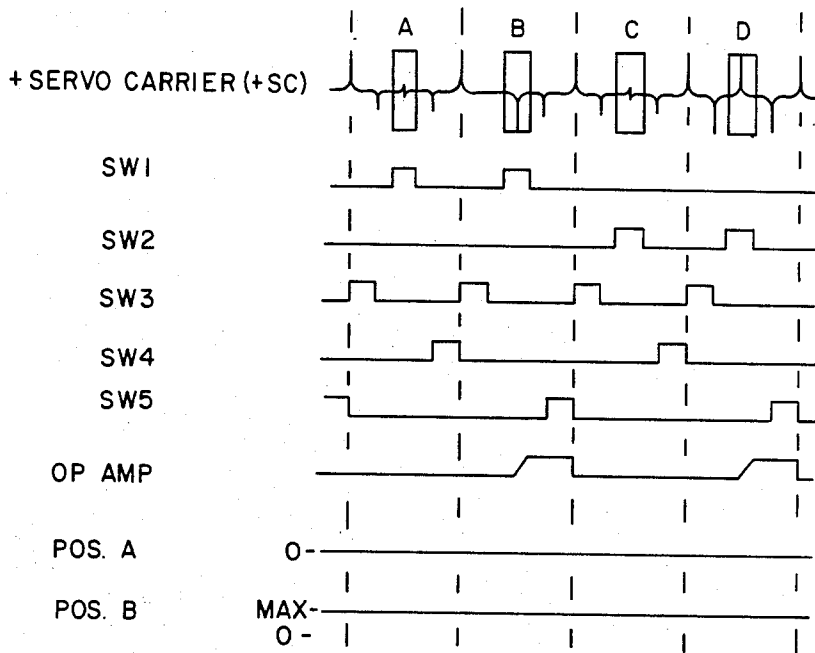 A B C D
+ SERVO CARRIER (+SC)
SW1
SW2
SW3
SW4
SW5
OP AMP
POS. A 0-
POS. B MAX-
0-